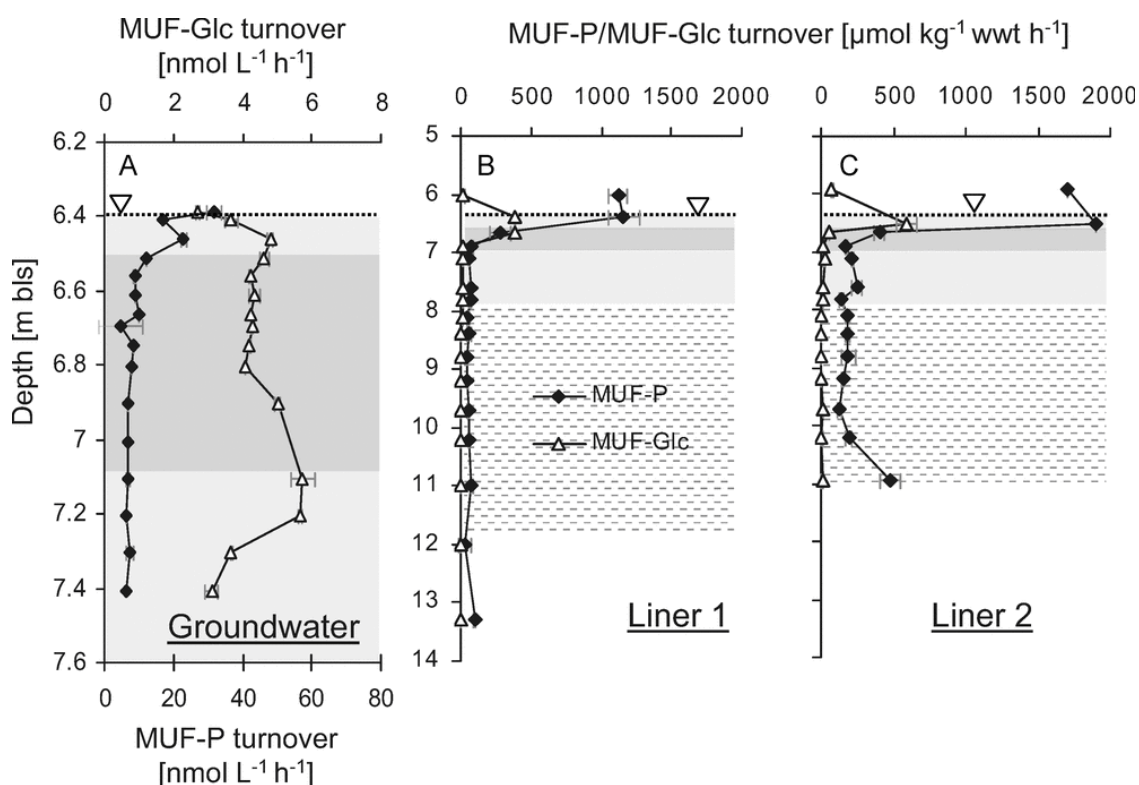 MUF-Glc turnover
[nmol L⁻¹ h⁻¹]
0 2 4 6 8
MUF-P/MUF-Glc turnover [µmol kg⁻¹ wwt h⁻¹]
0 500 1000 1500 2000
0 500 1000 1500 2000
Depth [m bls]
6.2
6.4
6.6
6.8
7
7.2
7.4
7.6
A
Groundwater
0 20 40 60 80
MUF-P turnover
[nmol L⁻¹ h⁻¹]
5
6
7
8
9
10
11
12
13
14
B
MUF-P
MUF-Glc
Liner 1
C
Liner 2